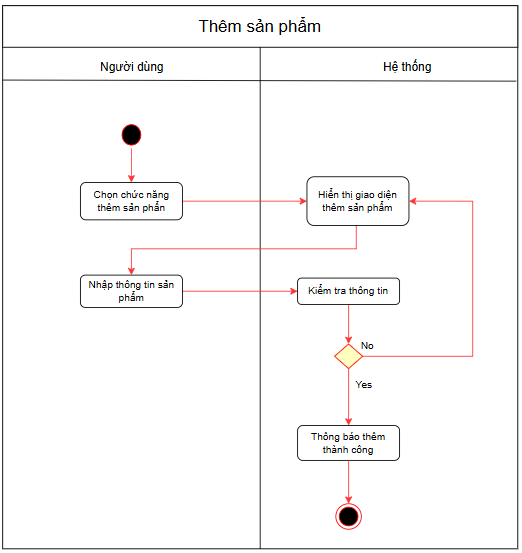 Thêm sản phẩm
Người dùng
Hệ thống
Chọn chức năng
thêm sản phẩn
Hiển thị giao diện
thêm sản phẩm
Nhập thông tin sản
phẩm
Kiểm tra thông tin
No
Yes
Thông báo thêm
thành công